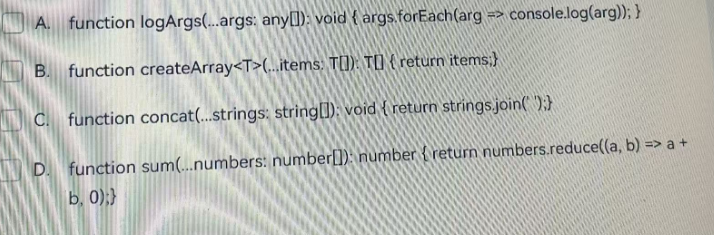 A. function logArgs(...args: any[]): void { args.forEach(arg => console.log(arg)); }
B. function createArray<T>(...items: T[]): T[] { return items;}
C. function concat(...strings: string[]): void { return strings.join(' ');}
D. function sum(...numbers: number[]): number { return numbers.reduce((a, b) => a +
b, 0);}